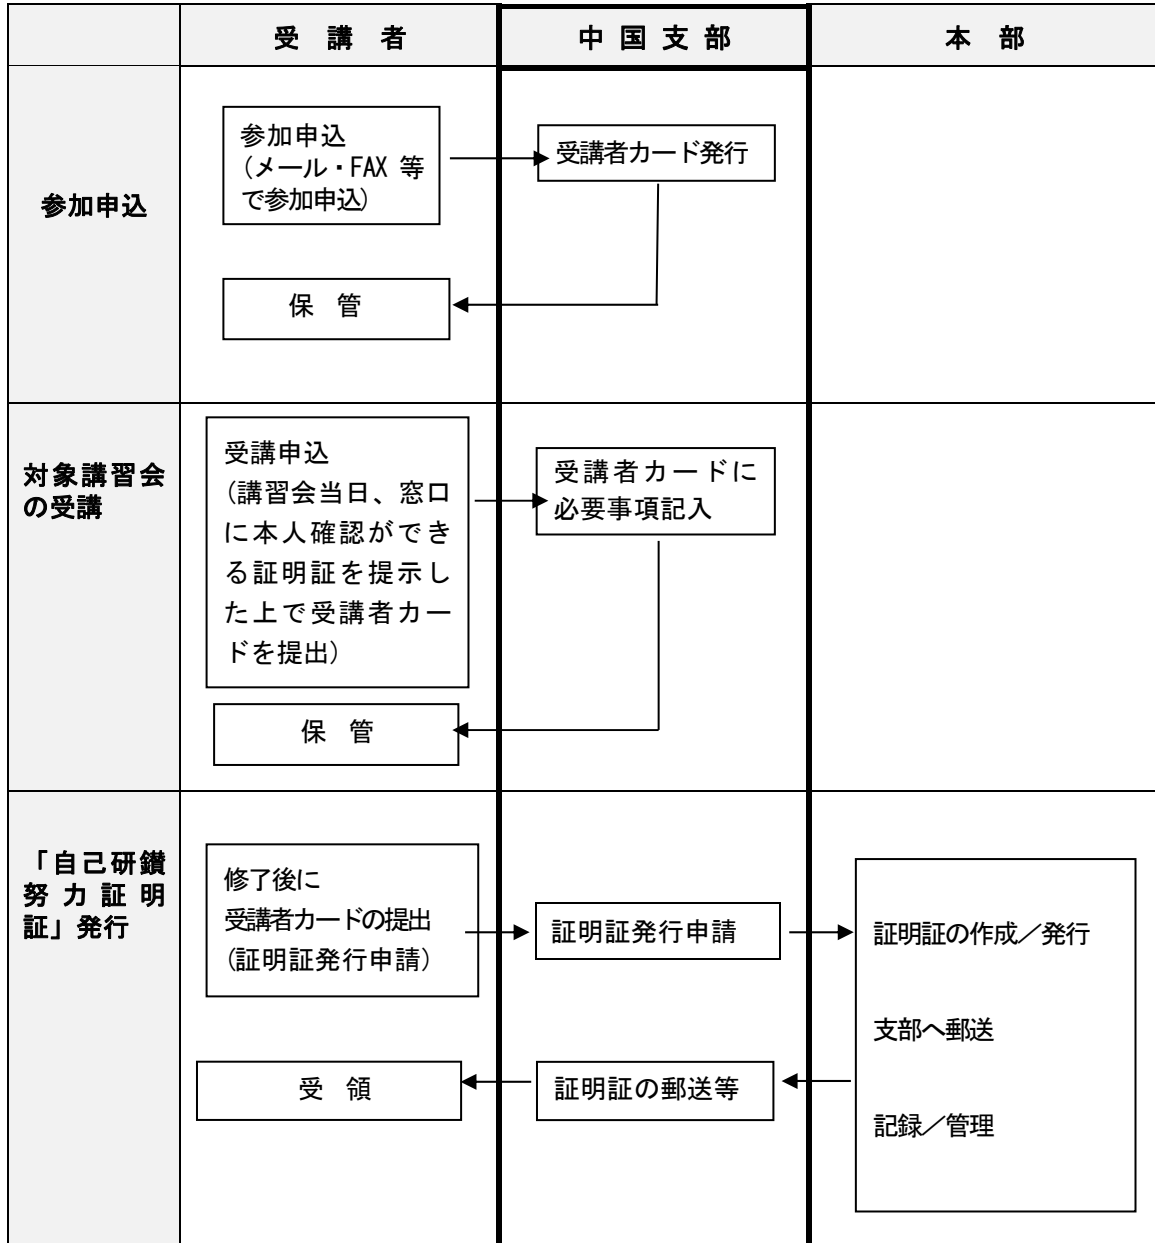 受 講 者
中 国 支 部
本 部
参加申込
参加申込
(メール・FAX 等
で参加申込)
受講者カード発行
保 管
対象講習会
の受講
受講申込
(講習会当日、窓口
に本人確認ができ
る証明証を提示し
た上で受講者カー
ドを提出)
受講者カードに
必要事項記入
保 管
「自己研鑚
努力証明
証」発行
修了後に
受講者カードの提出
(証明証発行申請)
証明証発行申請
証明証の作成／発行
支部へ郵送
記録／管理
受 領
証明証の郵送等